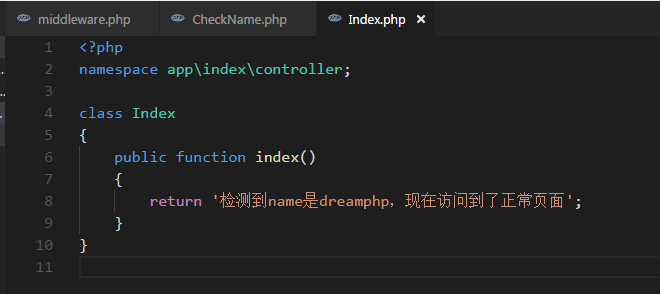 middleware.php CheckName.php Index.php ×
1 <?php
2 namespace app\index\controller;
3
4 class Index
5 {
6 public function index()
7 {
8 return '检测到name是dreamphp，现在访问到了正常页面';
9 }
10 }
11